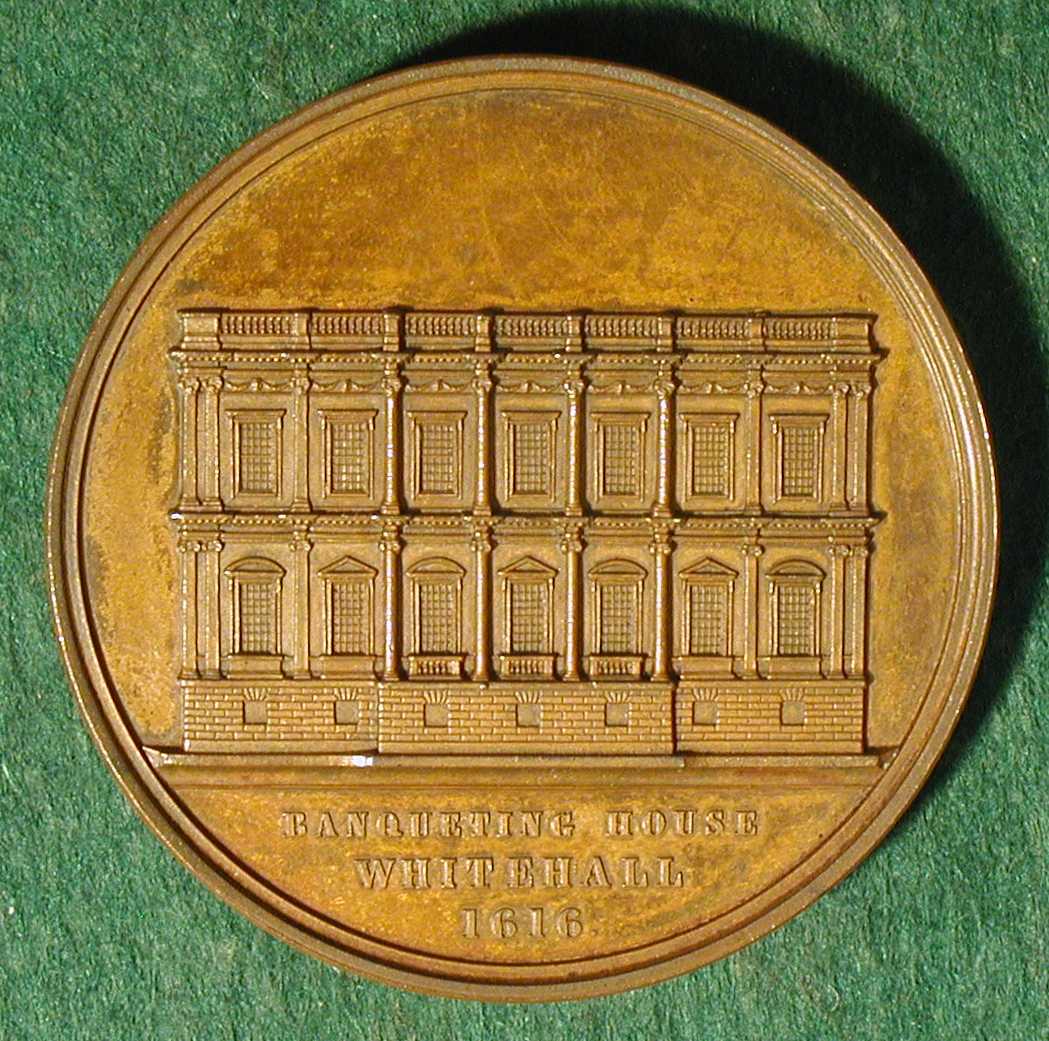 BANQUETING HOUSE
WHITEHALL
1616.